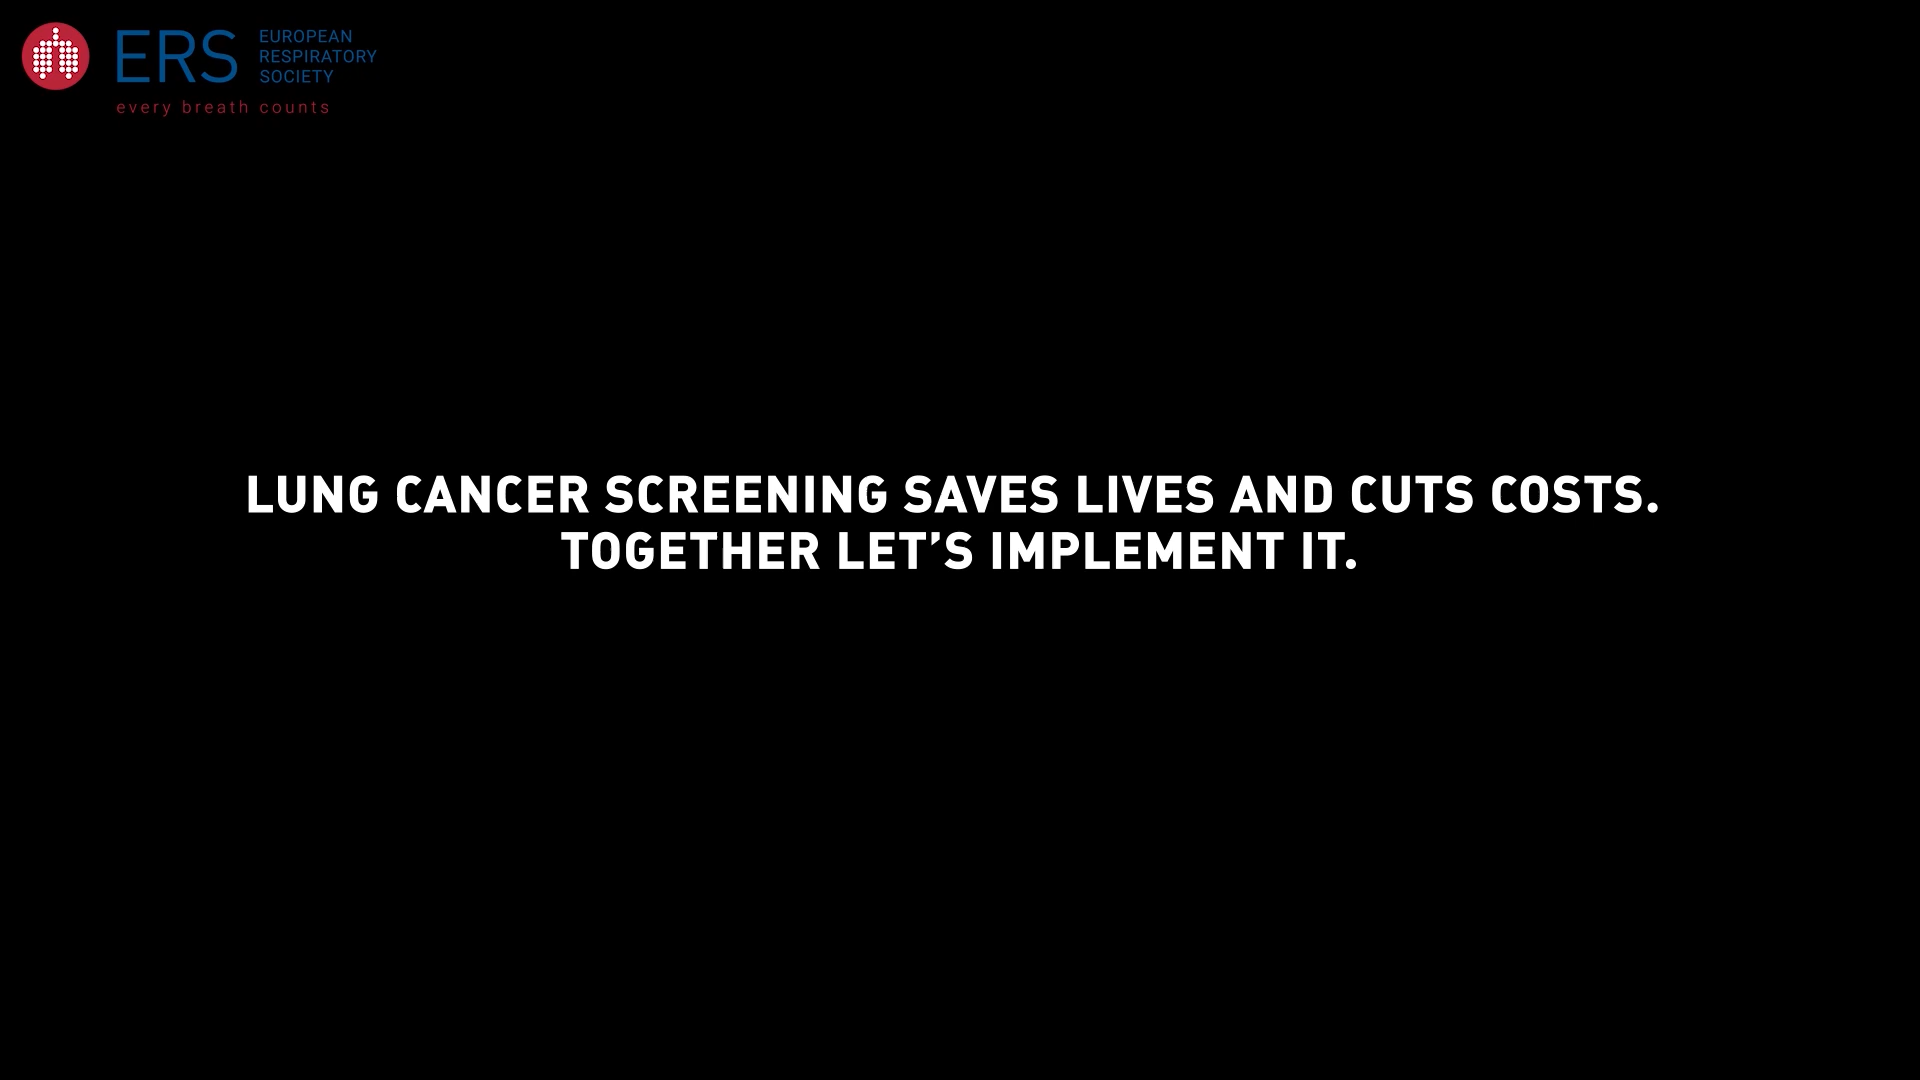 ERS
EUROPEAN
RESPIRATORY
SOCIETY
every breath counts
LUNG CANCER SCREENING SAVES LIVES AND CUTS COSTS.
TOGETHER LET’S IMPLEMENT IT.